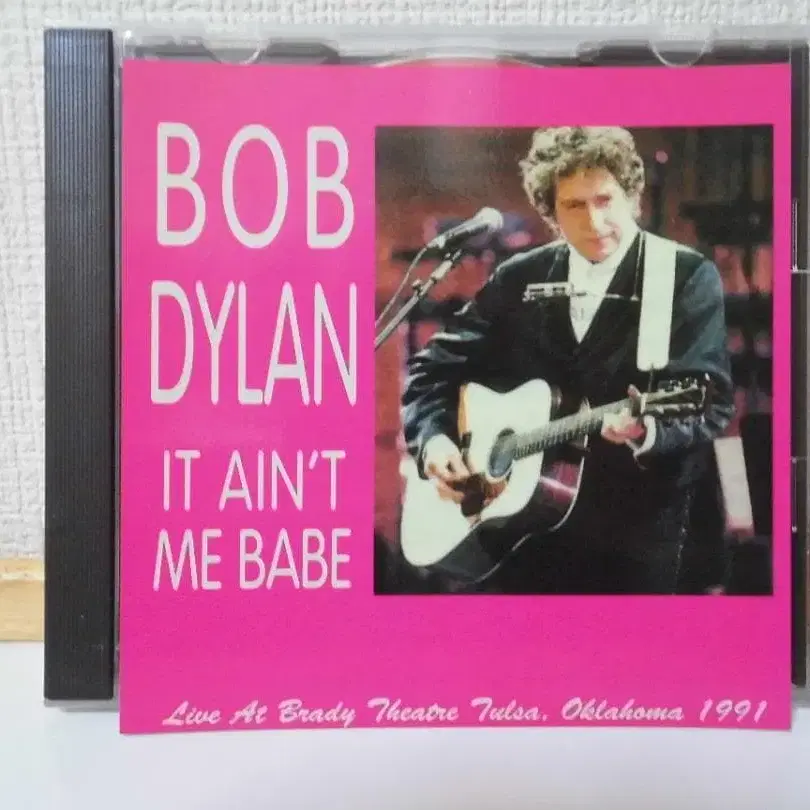 BOB
DYLAN
IT AIN'T
ME BABE
Live At Brady Theatre Tulsa, Oklahoma 1991